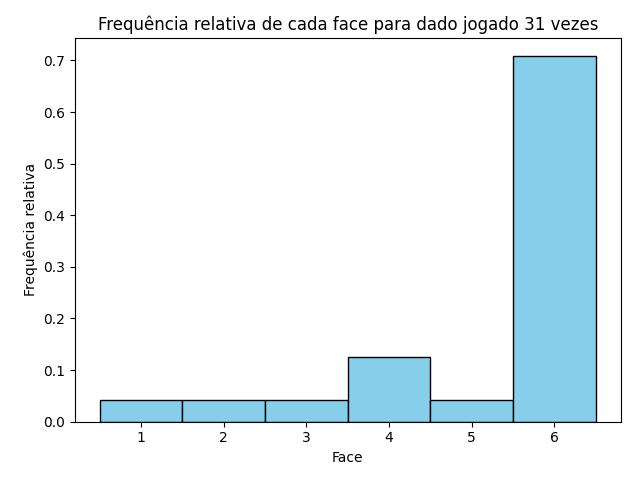 Frequência relativa de cada face para dado jogado 31 vezes
Frequência relativa
0.7
0.6
0.5
0.4
0.3
0.2
0.1
0.0
1 2 3 4 5 6
Face